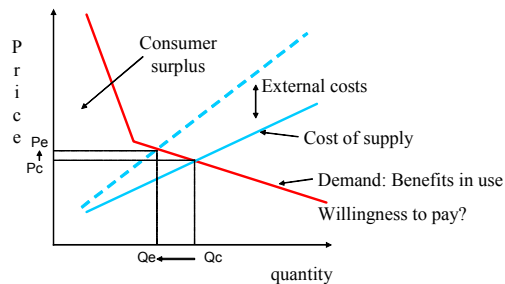 P
r
i
c
e
Consumer
surplus
External costs
Cost of supply
Pe
Pc
Demand: Benefits in use
Willingness to pay?
Qe
Qc
quantity